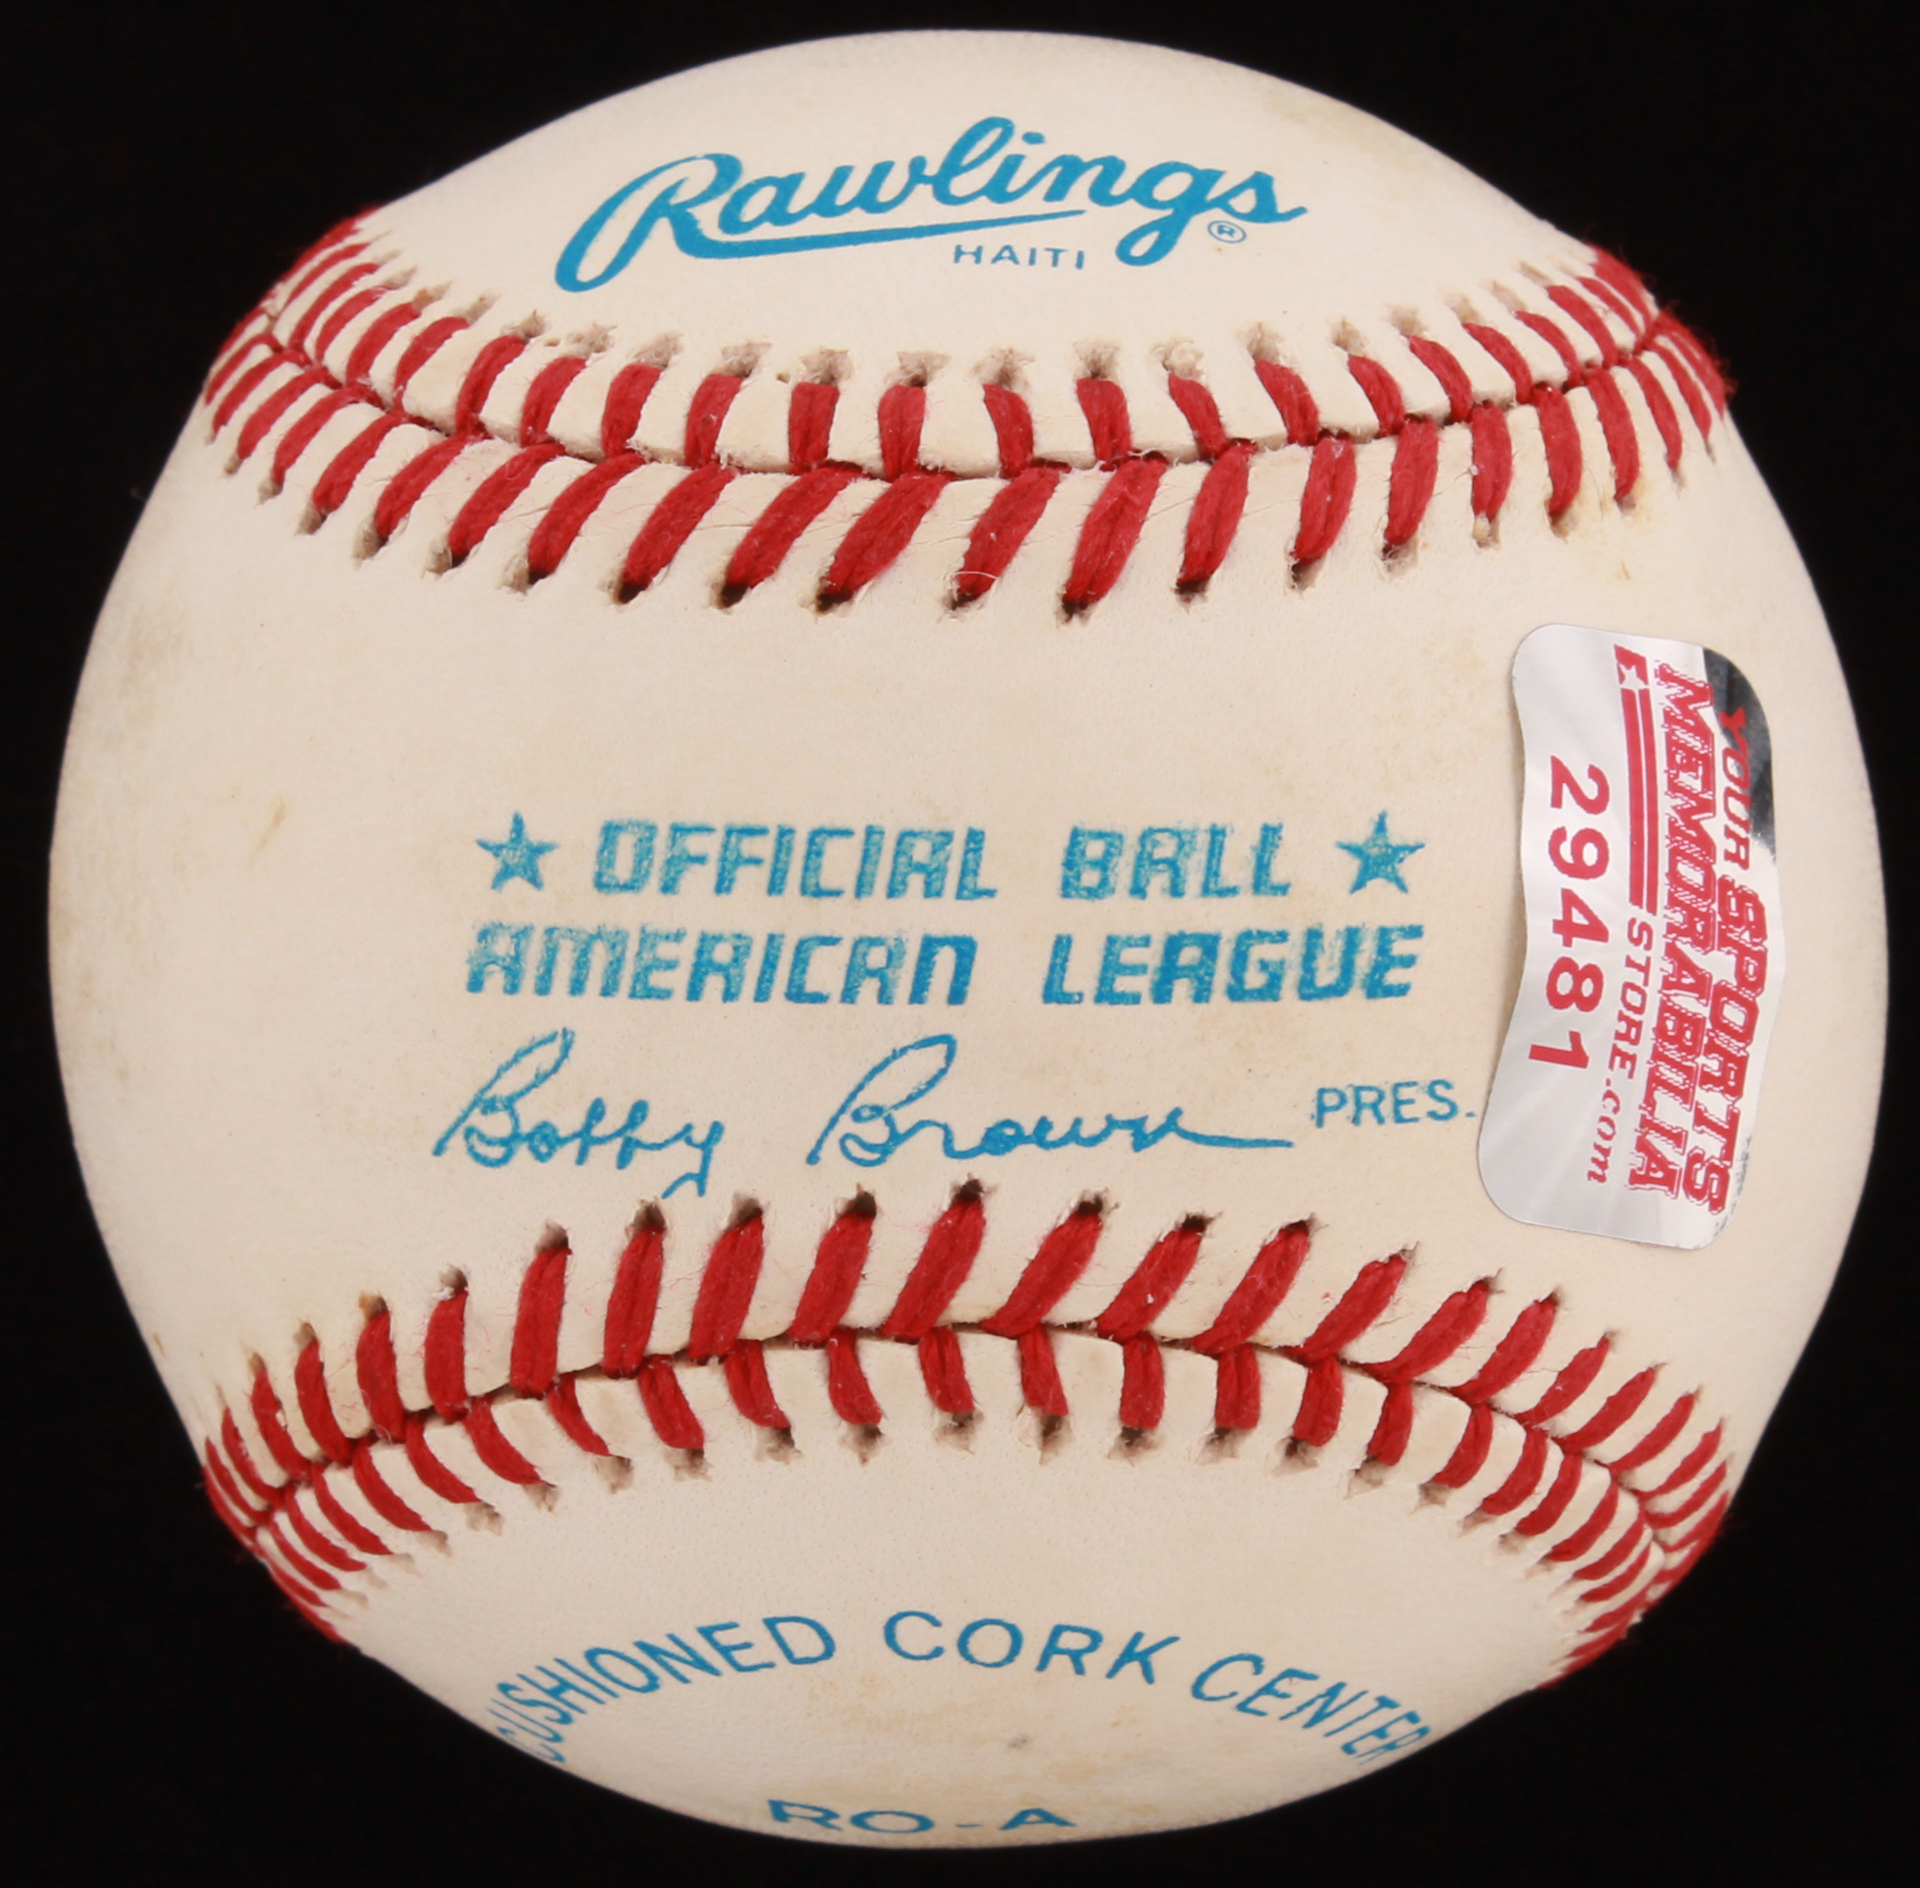 Rawlings®
HAITI
★ OFFICIAL BALL ★
AMERICAN LEAGUE
Bobby Brown PRES.
YOUR SPORTS
MEMORABILIA
STORE.com
29481
CUSHIONED CORK CENTER
RO-A